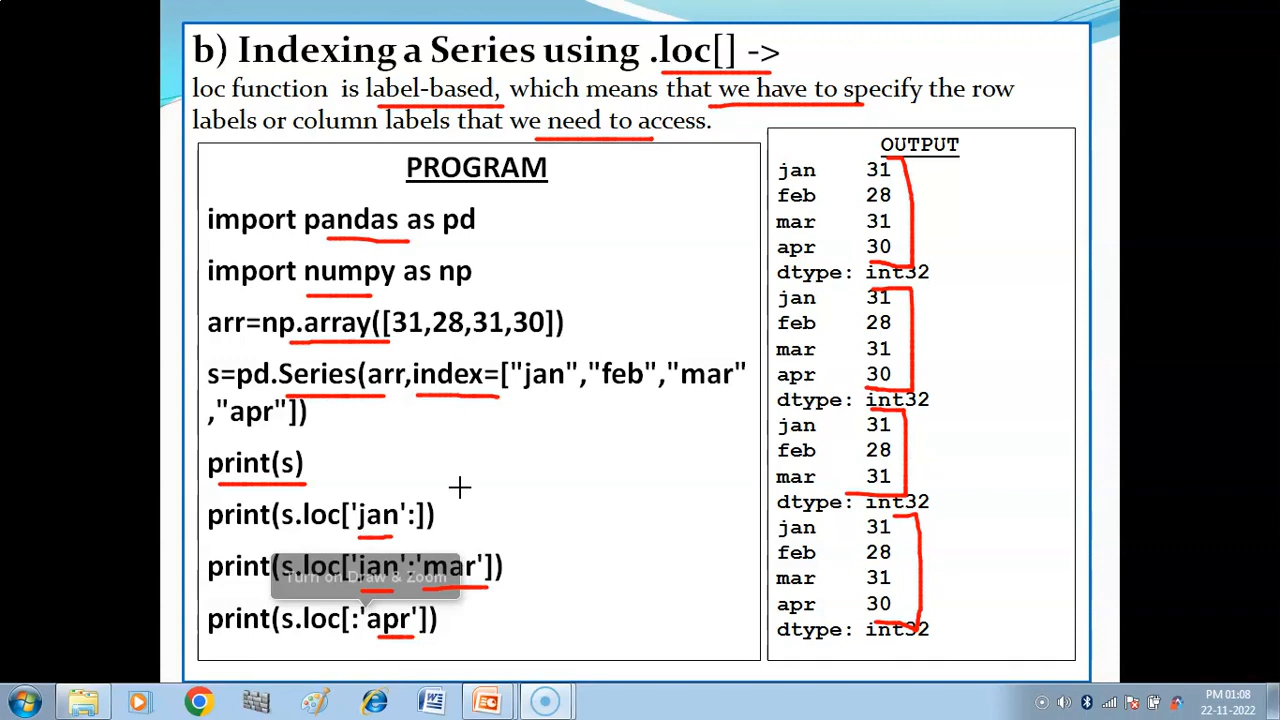 b) Indexing a Series using .loc[] ->
loc function is label-based, which means that we have to specify the row
labels or column labels that we need to access.
PROGRAM
import pandas as pd
import numpy as np
arr=np.array([31,28,31,30])
s=pd.Series(arr,index=["jan","feb","mar"
,"apr"])
print(s)
print(s.loc['jan':])
print(s.loc['jan':'mar'])
Turn on Draw & Zoom
print(s.loc[:'apr'])
OUTPUT
jan 31
feb 28
mar 31
apr 30
dtype: int32
jan 31
feb 28
mar 31
apr 30
dtype: int32
jan 31
feb 28
mar 31
dtype: int32
jan 31
feb 28
mar 31
apr 30
dtype: int32
PM 01:08
22-11-2022